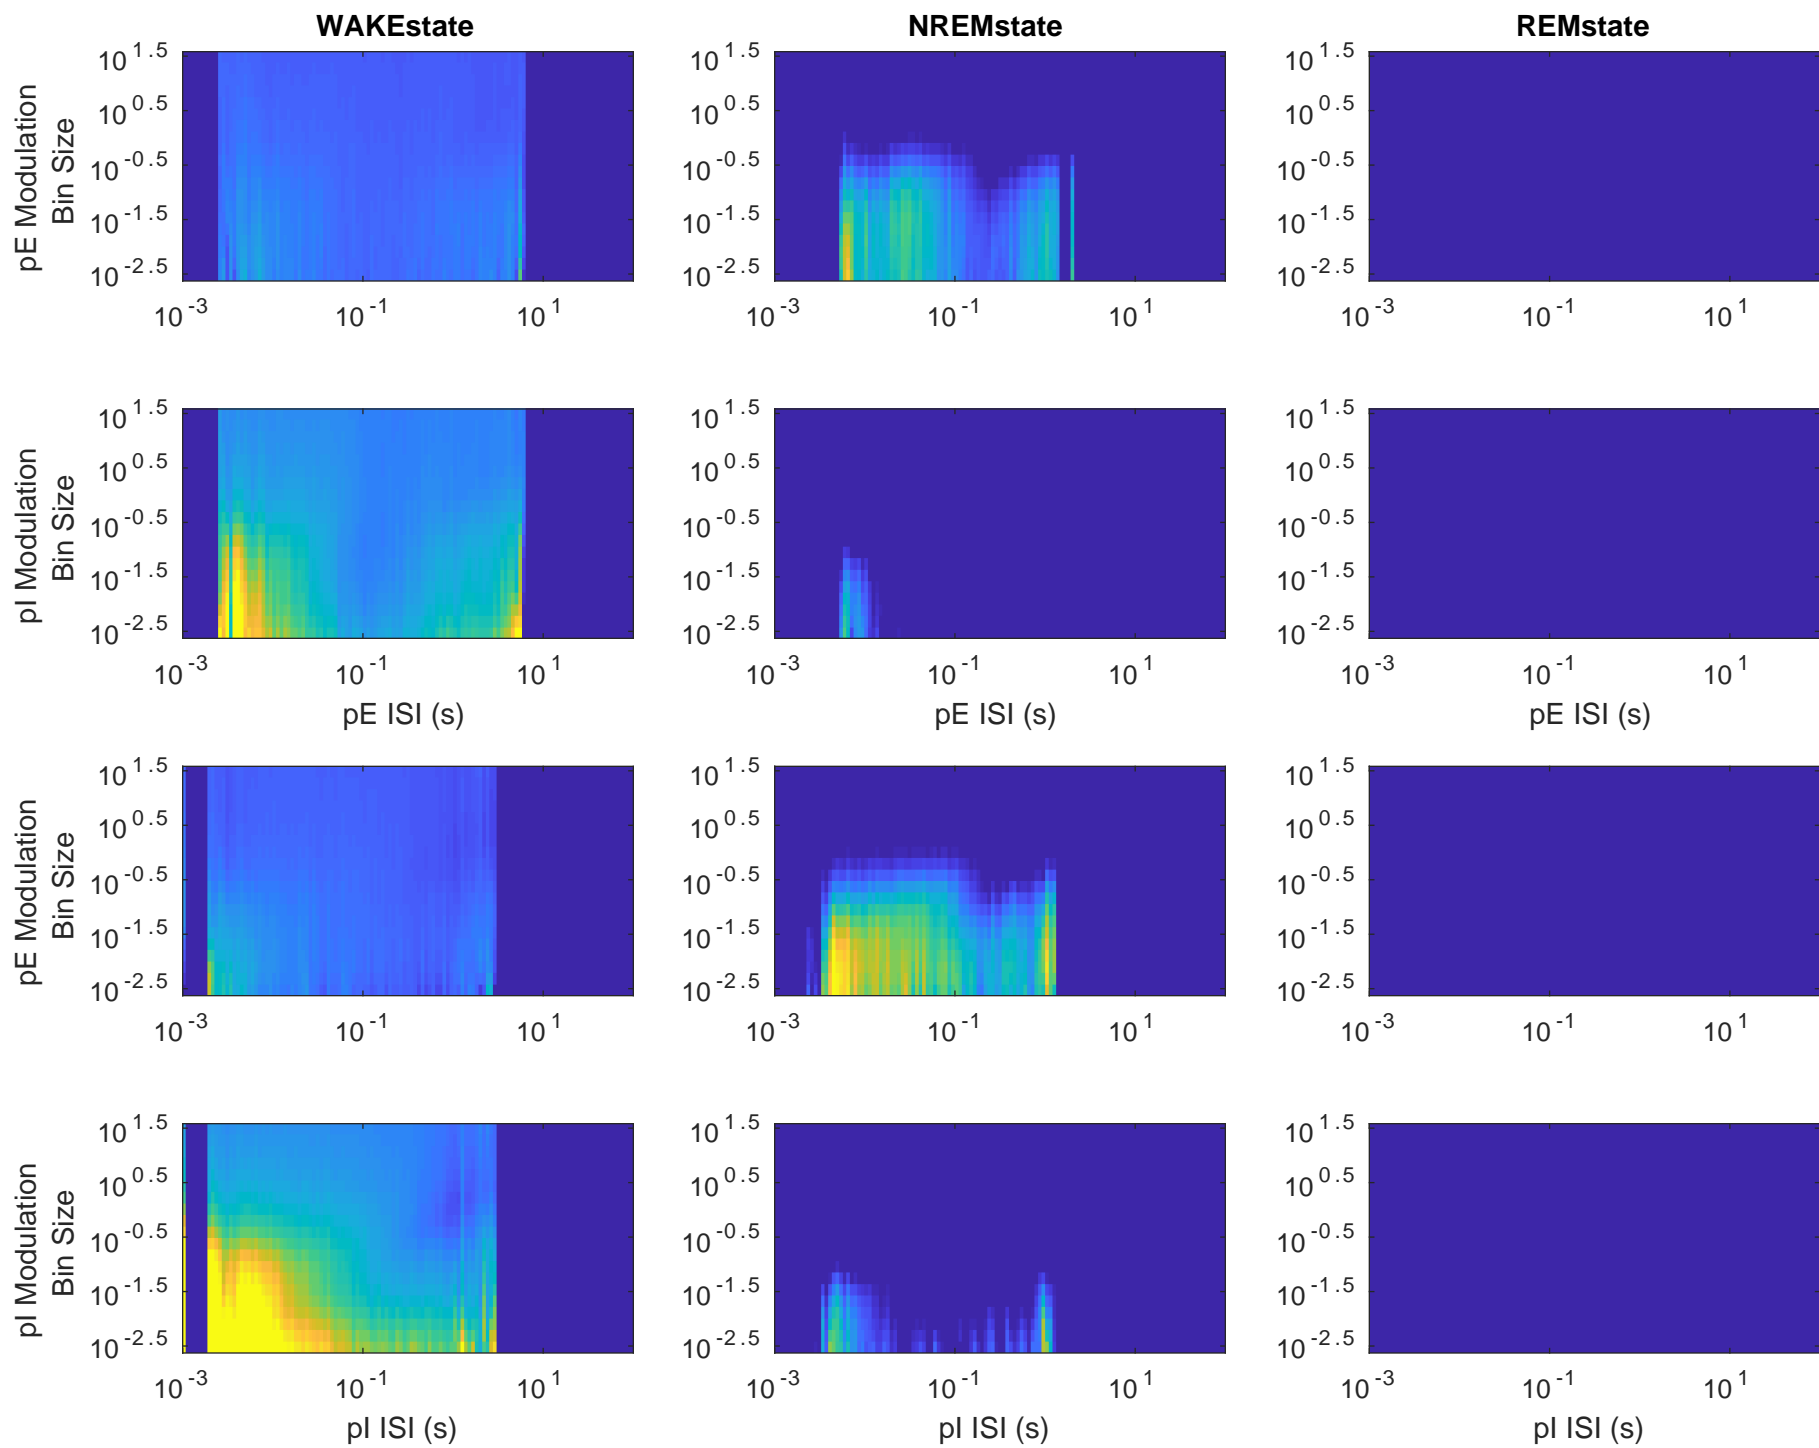 WAKEstate NREMstate REMstate
pE Modulation
Bin Size
10^1.5 10^1.5 10^1.5
10^0.5 10^0.5 10^0.5
10^-0.5 10^-0.5 10^-0.5
10^-1.5 10^-1.5 10^-1.5
10^-2.5 10^-2.5 10^-2.5
10^-3 10^-1 10^1 10^-3 10^-1 10^1 10^-3 10^-1 10^1
pI Modulation
Bin Size
10^1.5 10^1.5 10^1.5
10^0.5 10^0.5 10^0.5
10^-0.5 10^-0.5 10^-0.5
10^-1.5 10^-1.5 10^-1.5
10^-2.5 10^-2.5 10^-2.5
10^-3 10^-1 10^1 10^-3 10^-1 10^1 10^-3 10^-1 10^1
pE ISI (s) pE ISI (s) pE ISI (s)
pE Modulation
Bin Size
10^1.5 10^1.5 10^1.5
10^0.5 10^0.5 10^0.5
10^-0.5 10^-0.5 10^-0.5
10^-1.5 10^-1.5 10^-1.5
10^-2.5 10^-2.5 10^-2.5
10^-3 10^-1 10^1 10^-3 10^-1 10^1 10^-3 10^-1 10^1
pI Modulation
Bin Size
10^1.5 10^1.5 10^1.5
10^0.5 10^0.5 10^0.5
10^-0.5 10^-0.5 10^-0.5
10^-1.5 10^-1.5 10^-1.5
10^-2.5 10^-2.5 10^-2.5
10^-3 10^-1 10^1 10^-3 10^-1 10^1 10^-3 10^-1 10^1
pI ISI (s) pI ISI (s) pI ISI (s)